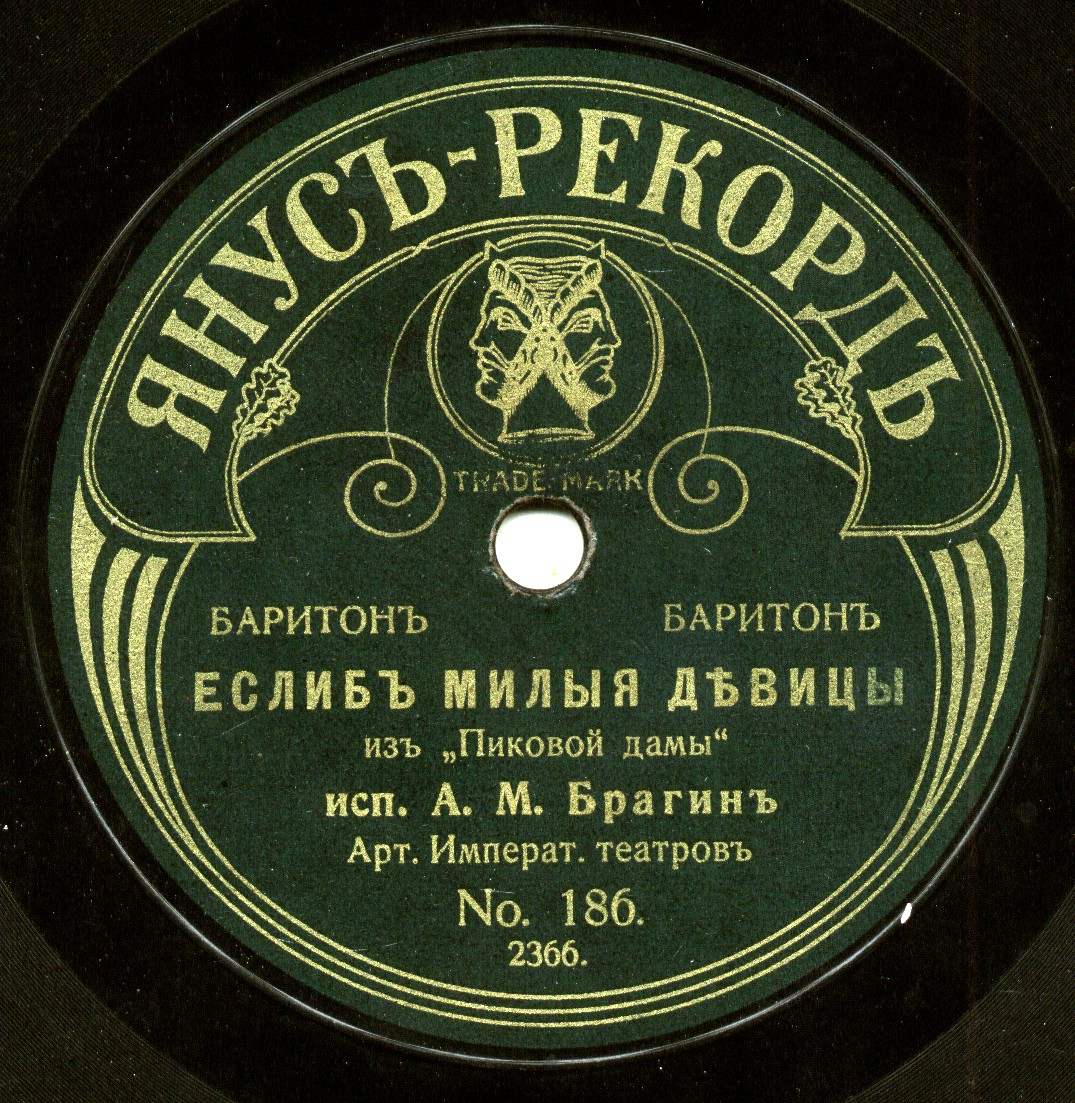 ЯНУСЪ-РЕКОРДЪ
TRADE MARK
БАРИТОНЪ БАРИТОНЪ
ЕСЛИБЪ МИЛЫЯ ДѢВИЦЫ
изъ „Пиковой дамы“
исп. А. М. Брагинъ
Арт. Императ. театровъ
No. 186.
2366.